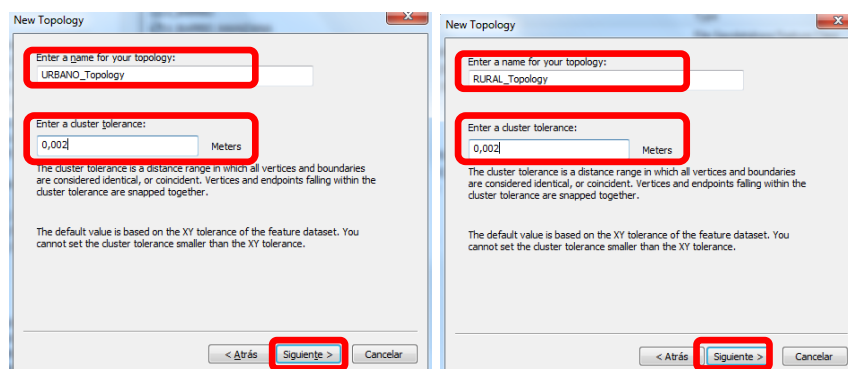 New Topology
Enter a name for your topology:
URBANO_Topology
Enter a cluster tolerance:
0,002
Meters
The cluster tolerance is a distance range in which all vertices and boundaries
are considered identical, or coincident. Vertices and endpoints falling within the
cluster tolerance are snapped together.
The default value is based on the XY tolerance of the feature dataset. You
cannot set the cluster tolerance smaller than the XY tolerance.
< Atrás
Siguiente >
Cancelar
New Topology
Enter a name for your topology:
RURAL_Topology
Enter a cluster tolerance:
0,002
Meters
The cluster tolerance is a distance range in which all vertices and boundaries
are considered identical, or coincident. Vertices and endpoints falling within the
cluster tolerance are snapped together.
The default value is based on the XY tolerance of the feature dataset. You
cannot set the cluster tolerance smaller than the XY tolerance.
< Atrás
Siguiente >
Cancelar